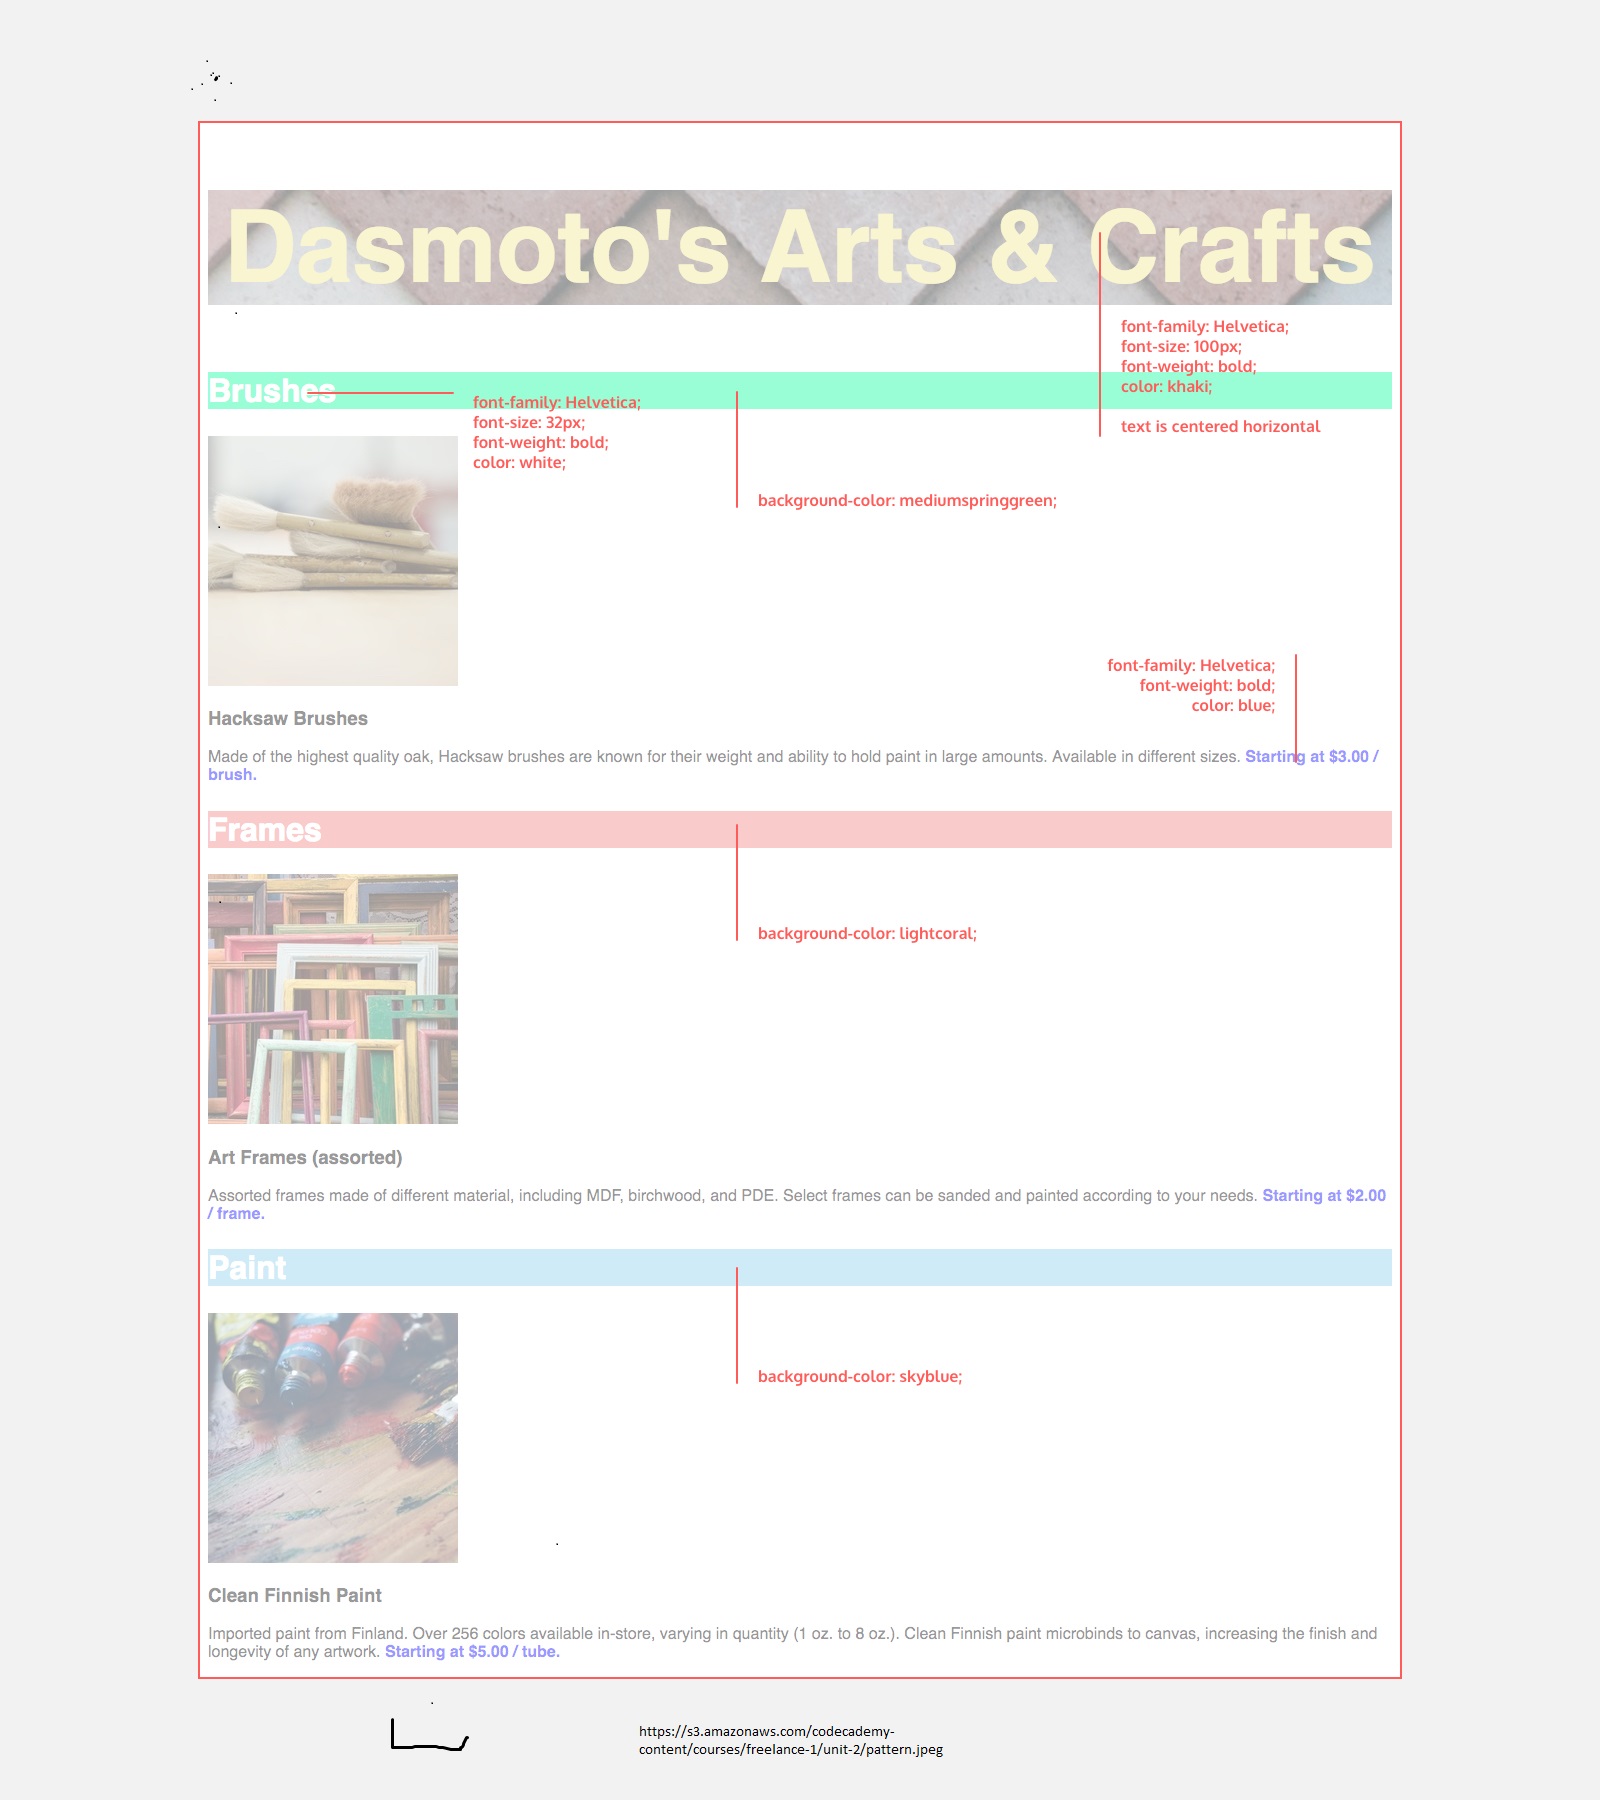 Dasmoto's Arts & Crafts
font-family: Helvetica;
font-size: 100px;
font-weight: bold;
color: khaki;
text is centered horizontal
Brushes
font-family: Helvetica;
font-size: 32px;
font-weight: bold;
color: white;
background-color: mediumspringgreen;
font-family: Helvetica;
font-weight: bold;
color: blue;
Hacksaw Brushes
Made of the highest quality oak, Hacksaw brushes are known for their weight and ability to hold paint in large amounts. Available in different sizes. Starting at $3.00 /
brush.
Frames
background-color: lightcoral;
Art Frames (assorted)
Assorted frames made of different material, including MDF, birchwood, and PDE. Select frames can be sanded and painted according to your needs. Starting at $2.00
/ frame.
Paint
background-color: skyblue;
Clean Finnish Paint
Imported paint from Finland. Over 256 colors available in-store, varying in quantity (1 oz. to 8 oz.). Clean Finnish paint microbinds to canvas, increasing the finish and
longevity of any artwork. Starting at $5.00 / tube.
https://s3.amazonaws.com/codecademy-
content/courses/freelance-1/unit-2/pattern.jpeg